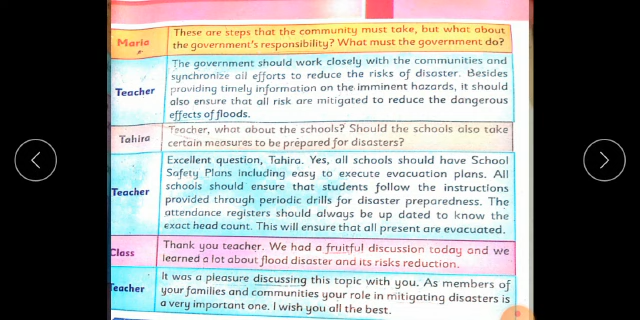 Maria
These are steps that the community must take, but what about
the government's responsibility? What must the government do?
Teacher
The government should work closely with the communities and
synchronize all efforts to reduce the risks of disaster. Besides
providing timely information on the imminent hazards, it should
also ensure that all risk are mitigated to reduce the dangerous
effects of floods.
Tahira
Teacher, what about the schools? Should the schools also take
certain measures to be prepared for disasters?
Teacher
Excellent question, Tahira. Yes, all schools should have School
Safety Plans including easy to execute evacuation plans. All
schools should ensure that students follow the instructions
provided through periodic drills for disaster preparedness. The
attendance registers should always be up dated to know the
exact head count. This will ensure that all present are evacuated.
Class
Thank you teacher. We had a fruitful discussion today and we
learned a lot about flood disaster and its risks reduction.
Teacher
It was a pleasure discussing this topic with you. As members of
your families and communities your role in mitigating disasters is
a very important one. I wish you all the best.